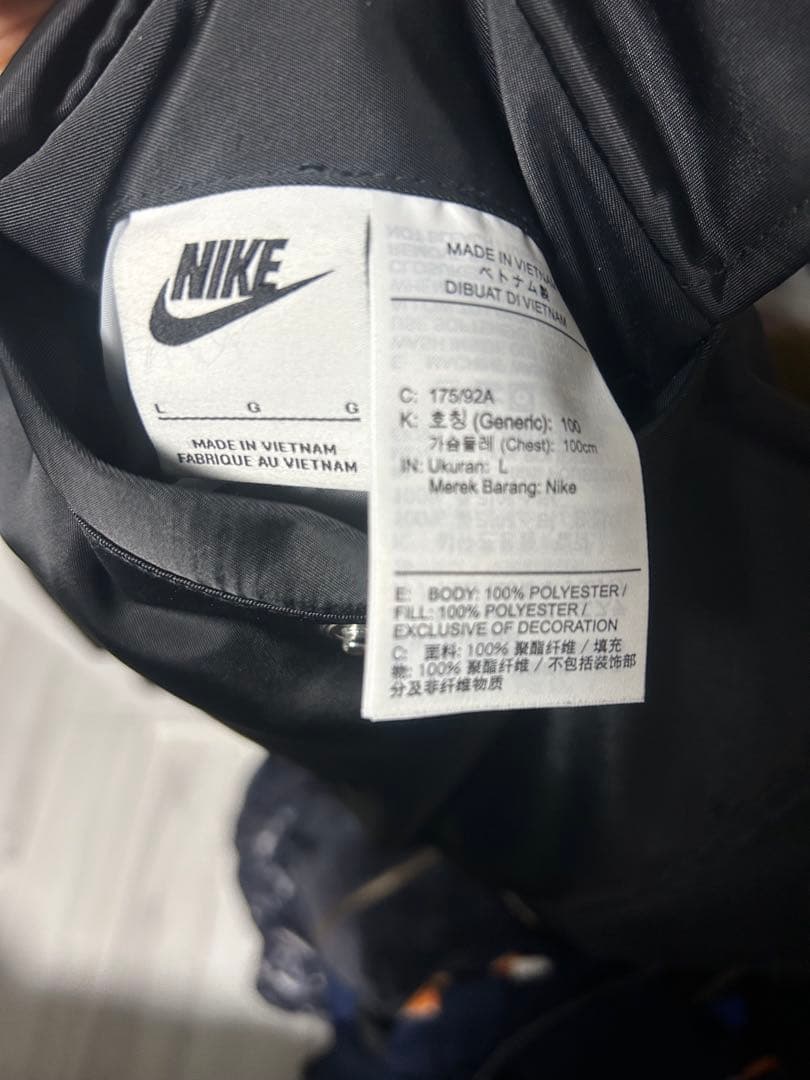 NIKE
L G G
MADE IN VIETNAM
FABRIQUE AU VIETNAM
MADE IN VIETNAM
ベトナム製
DIBUAT DI VIETNAM
C: 175/92A
K: 호칭 (Generic): 100
가슴둘레 (Chest): 100cm
IN: Ukuran: L
Merek Barang: Nike
E: BODY: 100% POLYESTER /
FILL: 100% POLYESTER /
EXCLUSIVE OF DECORATION
C: 面料: 100% 聚酯纤维 / 填充
物: 100% 聚酯纤维 / 不包括装饰部
分及非纤维物质